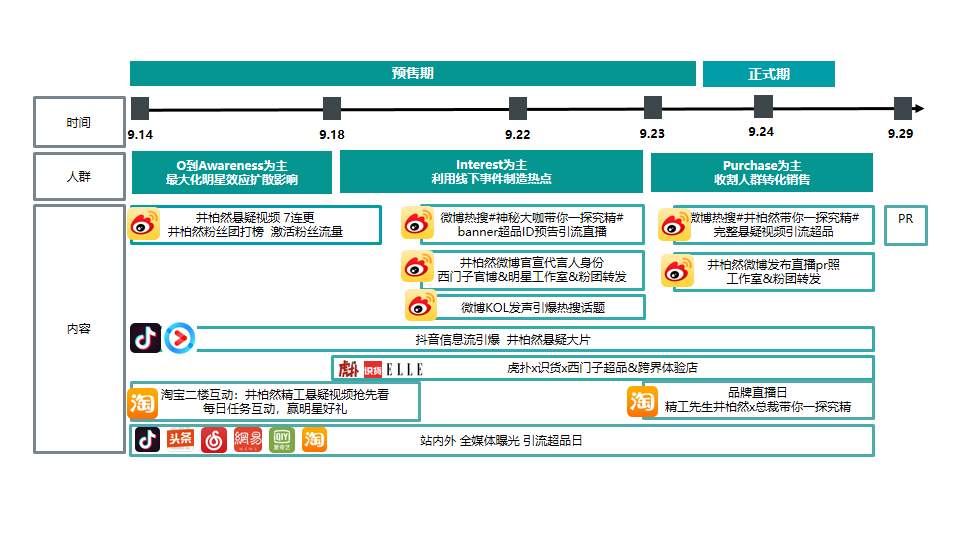 预售期
正式期
时间
9.14
9.18
9.22
9.23
9.24
9.29
人群
O到Awareness为主
最大化明星效应扩散影响
Interest为主
利用线下事件制造热点
Purchase为主
收割人群转化销售
内容
井柏然悬疑视频 7连更
井柏然粉丝团打榜 激活粉丝流量
微博热搜#神秘大咖带你一探究精#
banner超品ID预告引流直播
微博热搜#井柏然带你一探究精#
完整悬疑视频引流超品
PR
井柏然微博官宣代言人身份
西门子官博&明星工作室&粉团转发
井柏然微博发布直播pr照
工作室&粉团转发
微博KOL发声引爆热搜话题
抖音信息流引爆 井柏然悬疑大片
虎扑
识货
ELLE
虎扑x识货x西门子超品&跨界体验店
淘
淘宝二楼互动：井柏然精工悬疑视频抢先看
每日任务互动，赢明星好礼
淘
品牌直播日
精工先生井柏然x总裁带你一探究精
头条
網易
NEWS
QIY
爱奇艺
淘
站内外 全媒体曝光 引流超品日